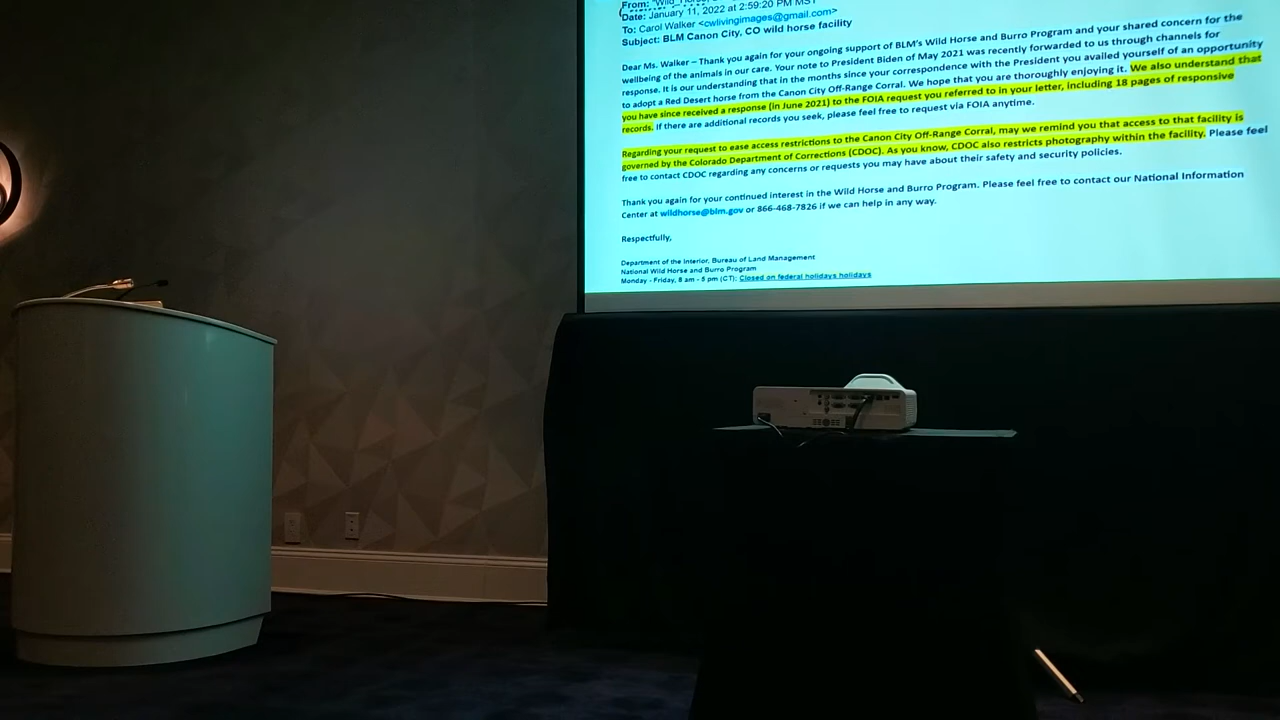 From: "Wild_
Date: January 11, 2022 at 2:59:20 PM MST
To: Carol Walker <cwlivingimages@gmail.com>
Subject: BLM Canon City, CO wild horse facility
Dear Ms. Walker – Thank you again for your ongoing support of BLM's Wild Horse and Burro Program and your shared concern for the
wellbeing of the animals in our care. Your note to President Biden of May 2021 was recently forwarded to us through channels for
response. It is our understanding that in the months since your correspondence with the President you availed yourself of an opportunity
to adopt a Red Desert horse from the Canon City Off-Range Corral. We hope that you are thoroughly enjoying it. We also understand that
you have since received a response (in June 2021) to the FOIA request you referred to in your letter, including 18 pages of responsive
records. If there are additional records you seek, please feel free to request via FOIA anytime.
Regarding your request to ease access restrictions to the Canon City Off-Range Corral, may we remind you that access to that facility is
governed by the Colorado Department of Corrections (CDOC). As you know, CDOC also restricts photography within the facility. Please feel
free to contact CDOC regarding any concerns or requests you may have about their safety and security policies.
Thank you again for your continued interest in the Wild Horse and Burro Program. Please feel free to contact our National Information
Center at wildhorse@blm.gov or 866-468-7826 if we can help in any way.
Respectfully,
Department of the Interior, Bureau of Land Management
National Wild Horse and Burro Program
Monday - Friday, 8 am - 5 pm (CT): Closed on federal holidays holidays